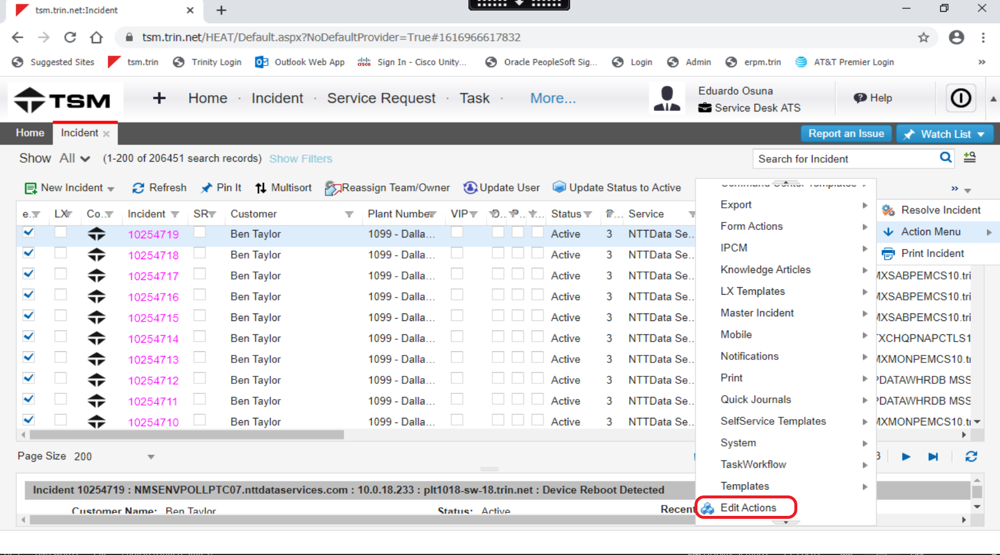 tsm.trin.net:Incident
tsm.trin.net/HEAT/Default.aspx?NoDefaultProvider=True#1616966617832
Suggested Sites tsm.trin Trinity Login Outlook Web App cisco Sign In - Cisco Unity... Oracle PeopleSoft Sig... Login Admin erpm.trin AT&T Premier Login »
TSM + Home · Incident · Service Request · Task · More...
Eduardo Osuna
Service Desk ATS
Help
Home Incident Report an Issue Watch List
Show All (1-200 of 206451 search records) Show Filters Search for Incident
New Incident Refresh Pin It Multisort Reassign Team/Owner Update User Update Status to Active »
e.. LX Co.. Incident SR Customer Plant Number VIP D.. P.. Status Service
10254719 Ben Taylor 1099 - Dalla... Active 3 NTTData Se..
10254718 Ben Taylor 1099 - Dalla... Active 3 NTTData Se..
10254717 Ben Taylor 1099 - Dalla... Active 3 NTTData Se.. MXSABPEMCS10.tri
10254716 Ben Taylor 1099 - Dalla... Active 3 NTTData Se.. MXSABPEMCS10.tri
10254715 Ben Taylor 1099 - Dalla... Active 3 NTTData Se.. MXSABPEMCS10.tri
10254714 Ben Taylor 1099 - Dalla... Active 3 NTTData Se.. TXCHQPNAPCTLS1
10254713 Ben Taylor 1099 - Dalla... Active 3 NTTData Se.. MXMONPEMCS10.tr
10254712 Ben Taylor 1099 - Dalla... Active 3 NTTData Se.. PDATAWHRDB MSS
10254711 Ben Taylor 1099 - Dalla... Active 3 NTTData Se.. PDATAWHRDB MSS
10254710 Ben Taylor 1099 - Dalla... Active 3 NTTData Se.. MXMONPEMCS10.tr
Command Center Templates
Export
Form Actions
IPCM
Knowledge Articles
LX Templates
Master Incident
Mobile
Notifications
Print
Quick Journals
SelfService Templates
System
TaskWorkflow
Templates
Edit Actions
Resolve Incident
Action Menu
Print Incident
Page Size 200 3
Incident 10254719 : NMSENVPOLLPTC07.nttdataservices.com : 10.0.18.233 : plt1018-sw-18.trin.net : Device Reboot Detected
Customer Name: Ben Taylor Status: Active Recent